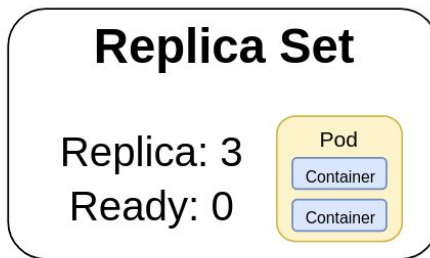 Replica Set
Replica: 3
Ready: 0
Pod
Container
Container